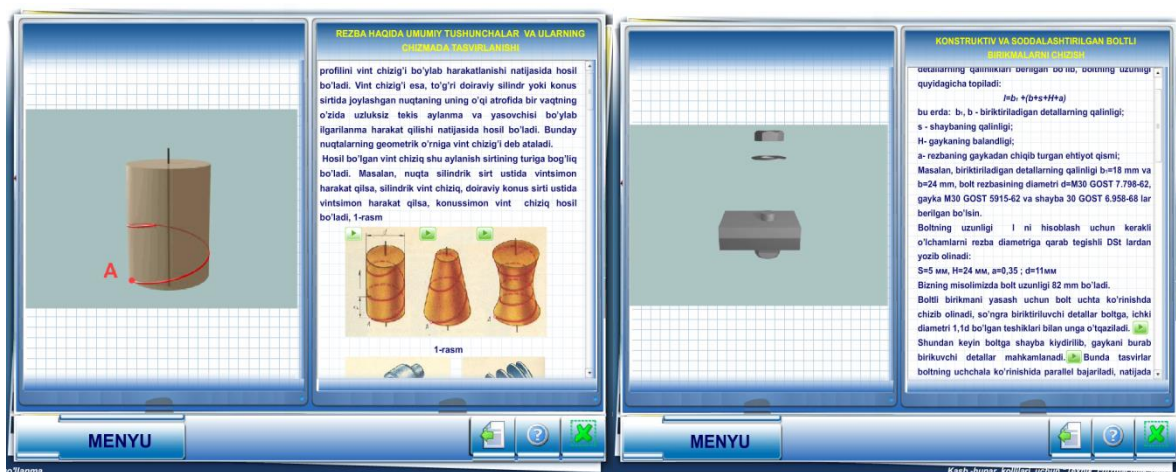 REZBA HAQIDA UMUMIY TUSHUNCHALAR VA ULARNING
CHIZMADA TASVIRLANISHI
profilini vint chizig'i bo'ylab harakatlanishi natijasida hosil
bo'ladi. Vint chizig'i esa, to'g'ri doiraviy silindr yoki konus
sirtida joylashgan nuqtaning uning o'qi atrofida bir vaqtning
o'zida uzluksiz tekis aylanma va yasovchisi bo'ylab
ilgarilanma harakat qilishi natijasida hosil bo'ladi. Bunday
nuqtalarning geometrik o'rniga vint chizig'i deb ataladi.
Hosil bo'lgan vint chiziq shu aylanish sirtining turiga bog'liq
bo'ladi. Masalan, nuqta silindrik sirt ustida vintsimon
harakat qilsa, silindrik vint chiziq, doiraviy konus sirti ustida
vintsimon harakat qilsa, konussimon vint chiziq hosil
bo'ladi, 1-rasm
A
1-rasm
MENYU
KONSTRUKTIV VA SODDALASHTIRILGAN BOLTLI
BIRIKMALARNI CHIZISH
detallarning qalinliklari berilgan bo'lib, boltning uzunligi
quyidagicha topiladi:
l=b₁ +(b+s+H+a)
bu erda: b₁, b - biriktiriladigan detallarning qalinligi;
s - shaybaning qalinligi;
H- gaykaning balandligi;
a- rezbaning gaykadan chiqib turgan ehtiyot qismi;
Masalan, biriktiriladigan detallarning qalinligi b₁=18 mm va
b=24 mm, bolt rezbasining diametri d=M30 GOST 7.798-62,
gayka M30 GOST 5915-62 va shayba 30 GOST 6.958-68 lar
berilgan bo'lsin.
Boltning uzunligi l ni hisoblash uchun kerakli
o'lchamlarni rezba diametriga qarab tegishli DSt lardan
yozib olinadi:
S=5 мм, H=24 мм, a=0,35 ; d=11мм
Bizning misolimizda bolt uzunligi 82 mm bo'ladi.
Boltli birikmani yasash uchun bolt uchta ko'rinishda
chizib olinadi, so'ngra biriktiriluvchi detallar boltga, ichki
diametri 1,1d bo'lgan teshiklari bilan unga o'tqaziladi.
Shundan keyin boltga shayba kiydirilib, gaykani burab
birikuvchi detallar mahkamlanadi. Bunda tasvirlar
boltning uchchala ko'rinishida parallel bajariladi, natijada
MENYU